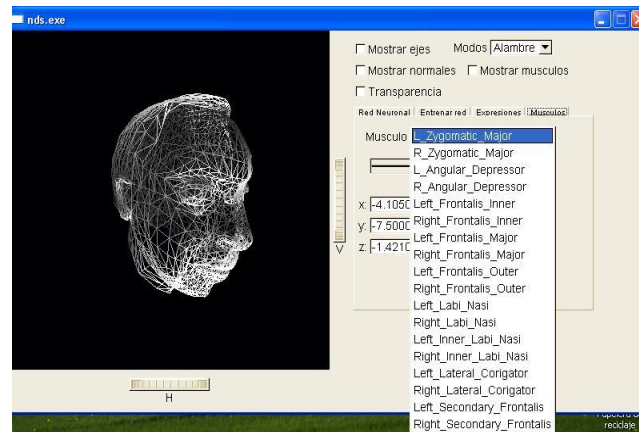 nds.exe
Mostrar ejes Modos Alambre
Mostrar normales Mostrar musculos
Transparencia
Red Neuronal Entrenar red Expresiones Musculos
Musculo L_Zygomatic_Major
R_Zygomatic_Major
L_Angular_Depressor
R_Angular_Depressor
Left_Frontalis_Inner
Right_Frontalis_Inner
Left_Frontalis_Major
Right_Frontalis_Major
Left_Frontalis_Outer
Right_Frontalis_Outer
Left_Labi_Nasi
Right_Labi_Nasi
Left_Inner_Labi_Nasi
Right_Inner_Labi_Nasi
Left_Lateral_Corigator
Right_Lateral_Corigator
Left_Secondary_Frontalis
Right_Secondary_Frontalis
x: -4.1050
y: -7.5000
z: -1.4210
V
H
reciclaje